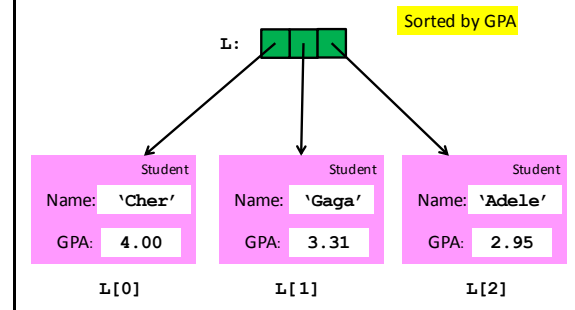 Sorted by GPA
L:
Student
Name: ‘Cher’
GPA: 4.00
Student
Name: ‘Gaga’
GPA: 3.31
Student
Name: ‘Adele’
GPA: 2.95
L[0] L[1] L[2]